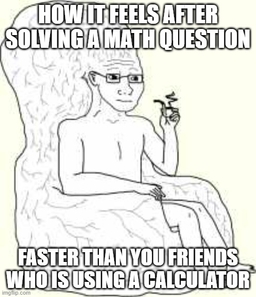 HOW IT FEELS AFTER
SOLVING A MATH QUESTION
FASTER THAN YOU FRIENDS
WHO IS USING A CALCULATOR
imgflip.com